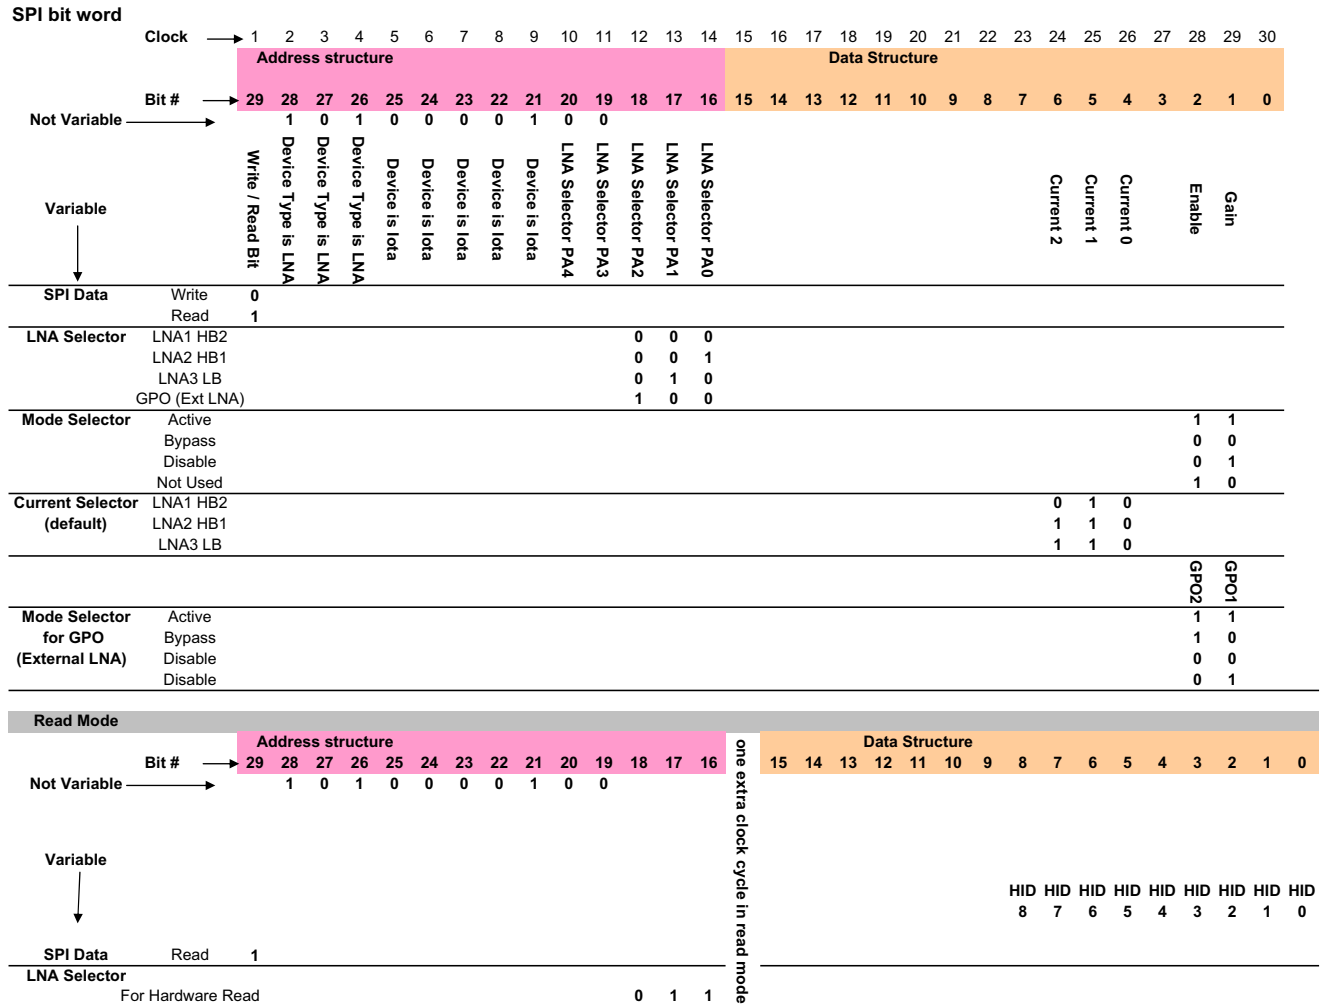 SPI bit word
Clock 1 2 3 4 5 6 7 8 9 10 11 12 13 14 15 16 17 18 19 20 21 22 23 24 25 26 27 28 29 30
Address structure Data Structure
Bit # 29 28 27 26 25 24 23 22 21 20 19 18 17 16 15 14 13 12 11 10 9 8 7 6 5 4 3 2 1 0
Not Variable 1 0 1 0 0 0 0 1 0 0
Variable
Write / Read Bit
Device Type is LNA
Device Type is LNA
Device Type is LNA
Device is Iota
Device is Iota
Device is Iota
Device is Iota
Device is Iota
LNA Selector PA4
LNA Selector PA3
LNA Selector PA2
LNA Selector PA1
LNA Selector PA0
Current 2
Current 1
Current 0
Enable
Gain
SPI Data Write 0
Read 1
LNA Selector LNA1 HB2 0 0 0
LNA2 HB1 0 0 1
LNA3 LB 0 1 0
GPO (Ext LNA) 1 0 0
Mode Selector Active 1 1
Bypass 0 0
Disable 0 1
Not Used 1 0
Current Selector LNA1 HB2 0 1 0
(default) LNA2 HB1 1 1 0
LNA3 LB 1 1 0
GPO2
GPO1
Mode Selector Active 1 1
for GPO Bypass 1 0
(External LNA) Disable 0 0
Disable 0 1
Read Mode
Address structure Data Structure
Bit # 29 28 27 26 25 24 23 22 21 20 19 18 17 16 15 14 13 12 11 10 9 8 7 6 5 4 3 2 1 0
Not Variable 1 0 1 0 0 0 0 1 0 0
one extra clock cycle in read mode
Variable
HID HID HID HID HID HID HID HID HID
8 7 6 5 4 3 2 1 0
SPI Data Read 1
LNA Selector
For Hardware Read 0 1 1